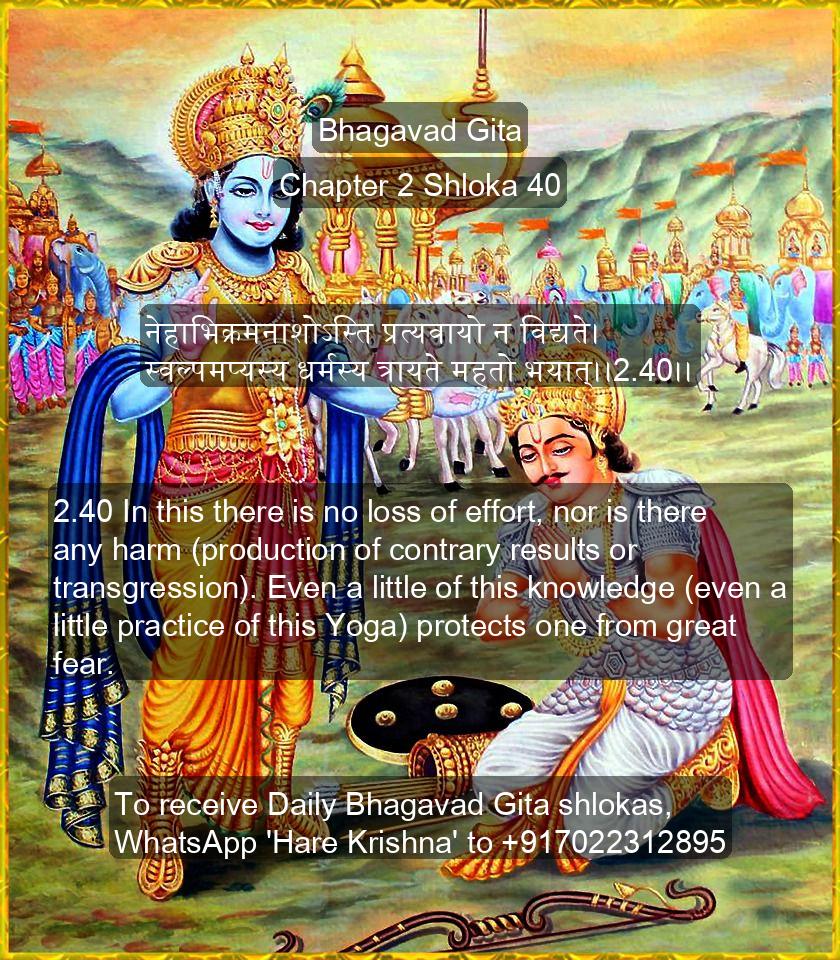 Bhagavad Gita
Chapter 2 Shloka 40
नेहाभिक्रमनाशोऽस्ति प्रत्यवायो न विद्यते।
स्वल्पमप्यस्य धर्मस्य त्रायते महतो भयात्।।2.40।।
2.40 In this there is no loss of effort, nor is there
any harm (production of contrary results or
transgression). Even a little of this knowledge (even a
little practice of this Yoga) protects one from great
fear.
To receive Daily Bhagavad Gita shlokas,
WhatsApp 'Hare Krishna' to +917022312895